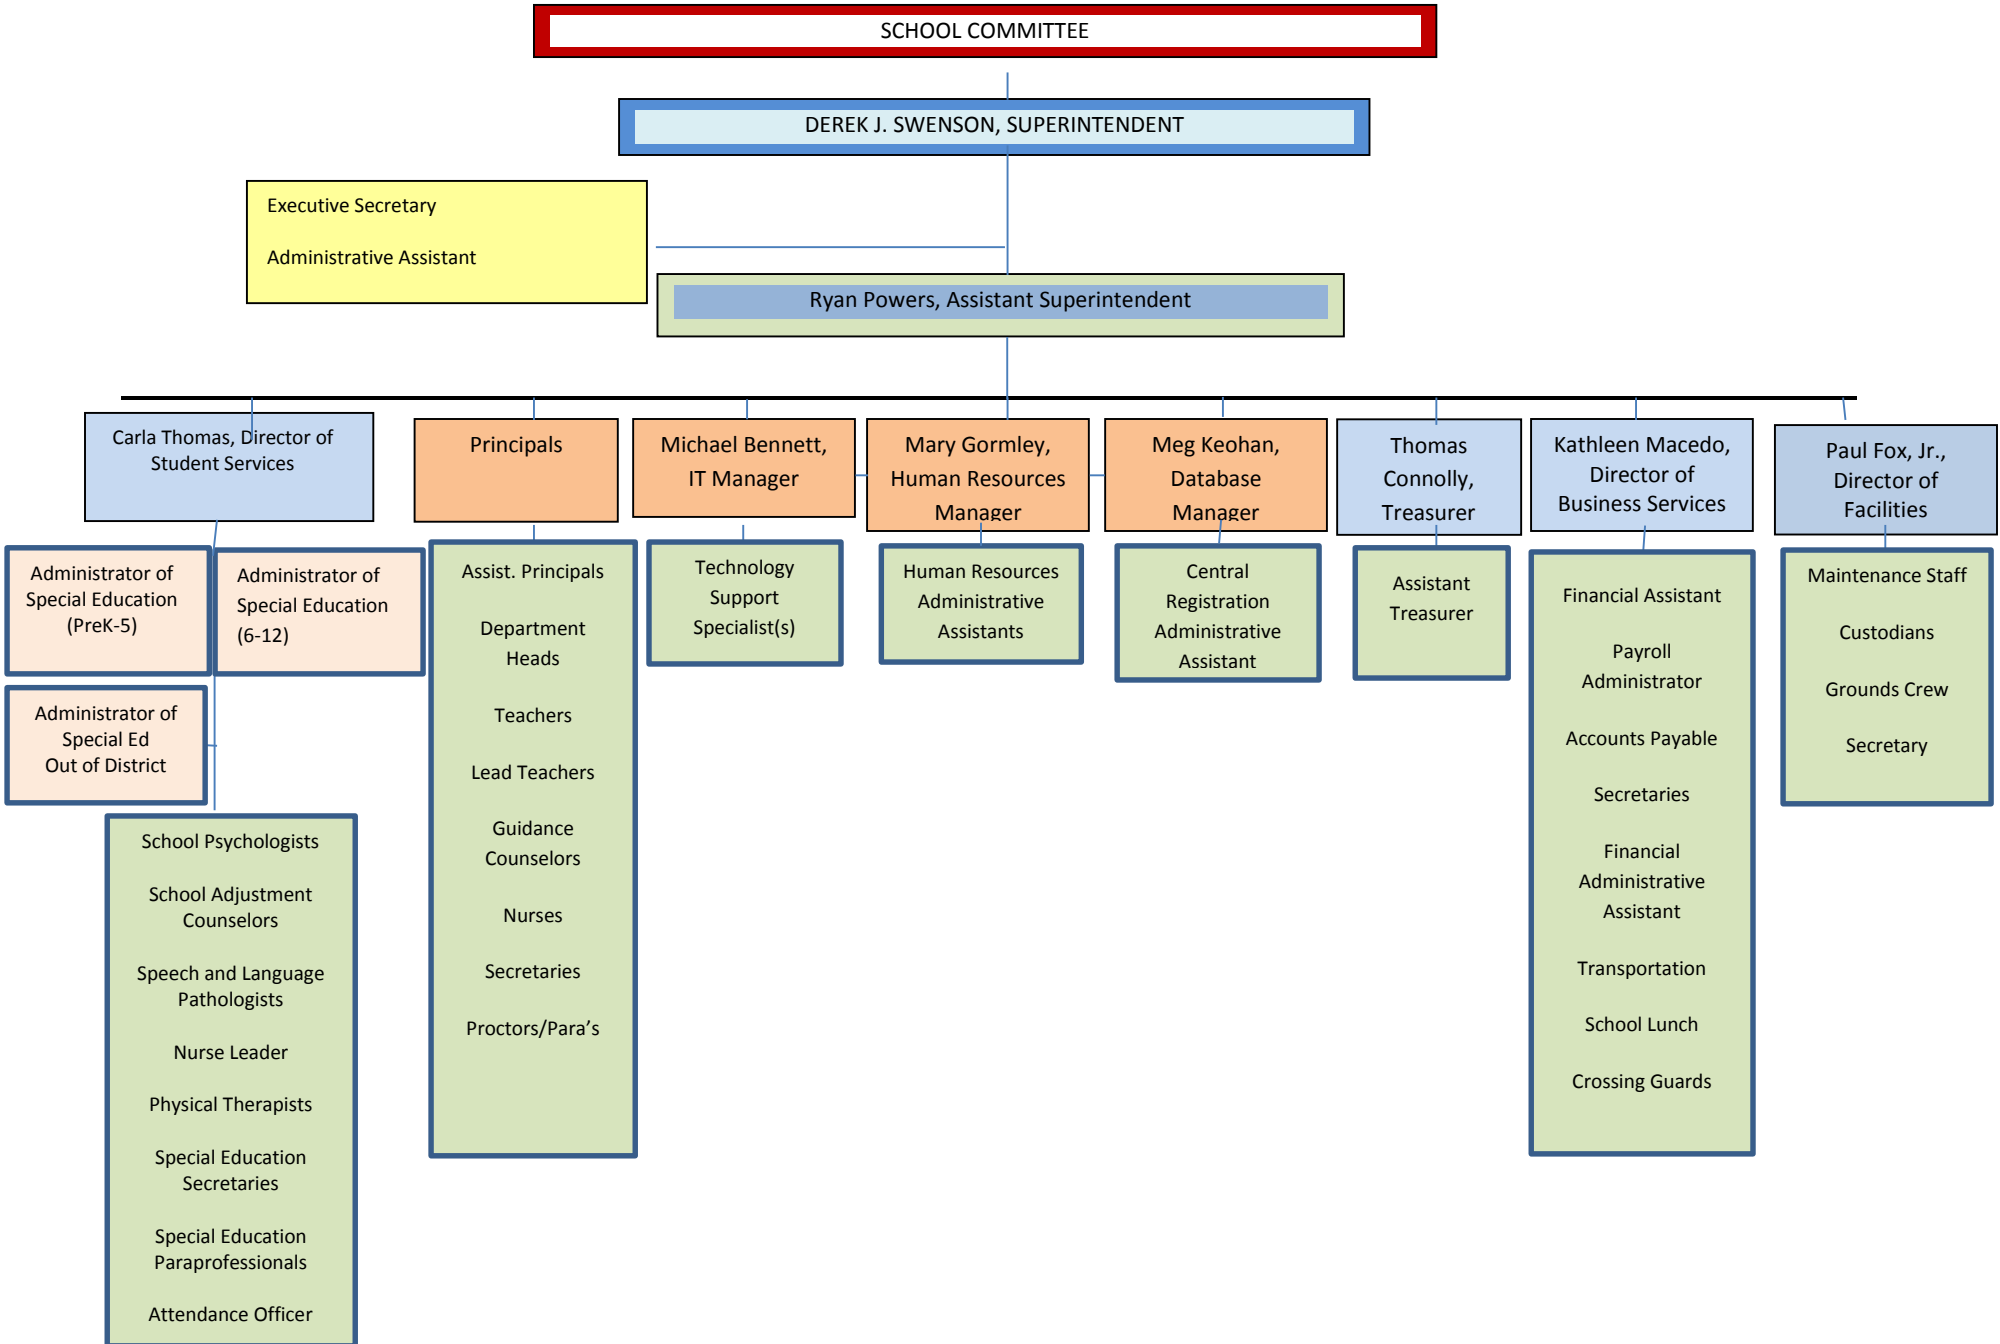 SCHOOL COMMITTEE
DEREK J. SWENSON, SUPERINTENDENT
Executive Secretary
Administrative Assistant
Ryan Powers, Assistant Superintendent
Carla Thomas, Director of
Student Services
Principals
Michael Bennett,
IT Manager
Mary Gormley,
Human Resources
Manager
Meg Keohan,
Database
Manager
Thomas
Connolly,
Treasurer
Kathleen Macedo,
Director of
Business Services
Paul Fox, Jr.,
Director of
Facilities
Administrator of
Special Education
(PreK-5)
Administrator of
Special Education
(6-12)
Administrator of
Special Ed
Out of District
School Psychologists
School Adjustment
Counselors
Speech and Language
Pathologists
Nurse Leader
Physical Therapists
Special Education
Secretaries
Special Education
Paraprofessionals
Attendance Officer
Assist. Principals
Department
Heads
Teachers
Lead Teachers
Guidance
Counselors
Nurses
Secretaries
Proctors/Para’s
Technology
Support
Specialist(s)
Human Resources
Administrative
Assistants
Central
Registration
Administrative
Assistant
Assistant
Treasurer
Financial Assistant
Payroll
Administrator
Accounts Payable
Secretaries
Financial
Administrative
Assistant
Transportation
School Lunch
Crossing Guards
Maintenance Staff
Custodians
Grounds Crew
Secretary